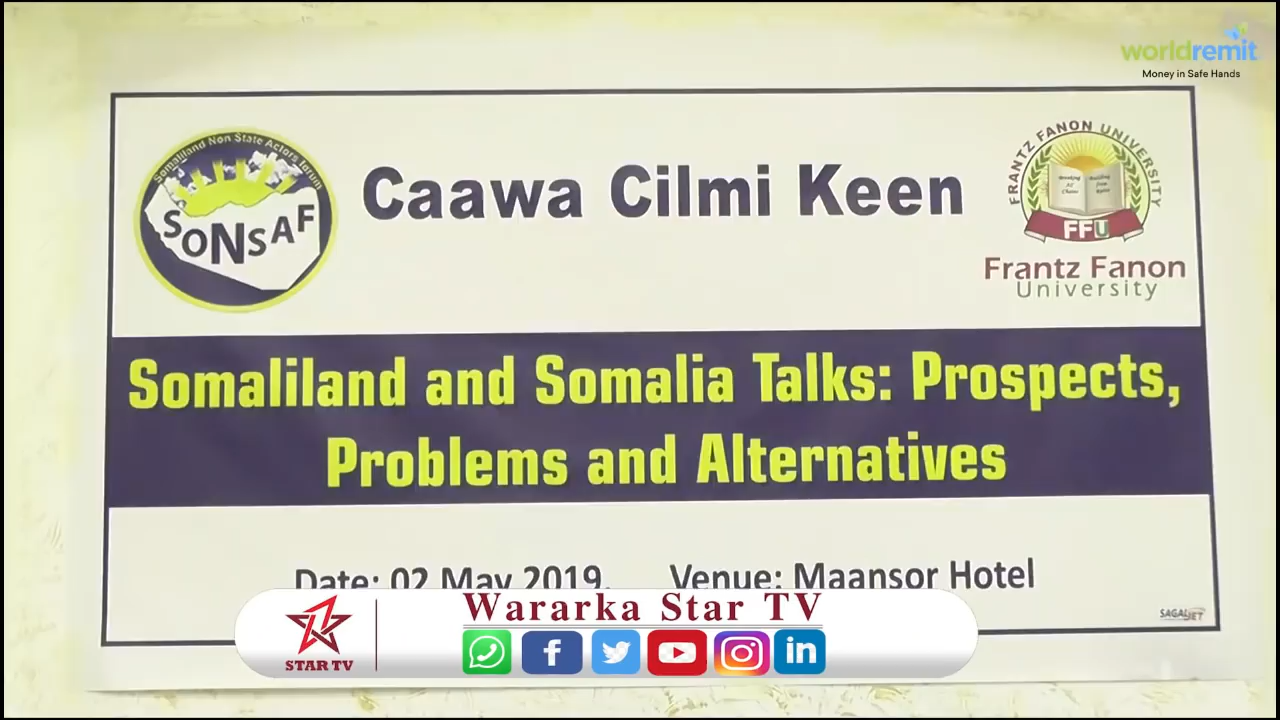 worldremit
Money in Safe Hands
Somaliland Non State Actors forum
SONSAF
Caawa Cilmi Keen
FRANTZ FANON UNIVERSITY
FFU
Frantz Fanon
University
Somaliland and Somalia Talks: Prospects,
Problems and Alternatives
Date: 02 May 2019. Venue: Maansor Hotel
SAGALJET
Wararka Star TV
STAR TV